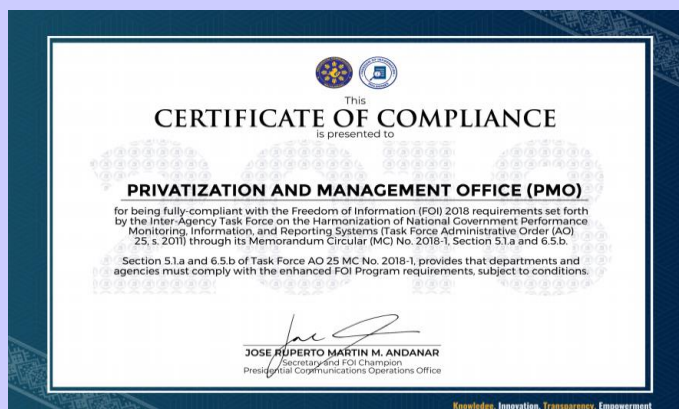 This
CERTIFICATE OF COMPLIANCE
is presented to
2018
PRIVATIZATION AND MANAGEMENT OFFICE (PMO)
for being fully-compliant with the Freedom of Information (FOI) 2018 requirements set forth
by the Inter-Agency Task Force on the Harmonization of National Government Performance
Monitoring, Information, and Reporting Systems (Task Force Administrative Order (AO)
25, s. 2011) through its Memorandum Circular (MC) No. 2018-1, Section 5.1.a and 6.5.b.
Section 5.1.a and 6.5.b of Task Force AO 25 MC No. 2018-1, provides that departments and
agencies must comply with the enhanced FOI Program requirements, subject to conditions.
JOSE RUPERTO MARTIN M. ANDANAR
Secretary and FOI Champion
Presidential Communications Operations Office
Knowledge. Innovation. Transparency. Empowerment